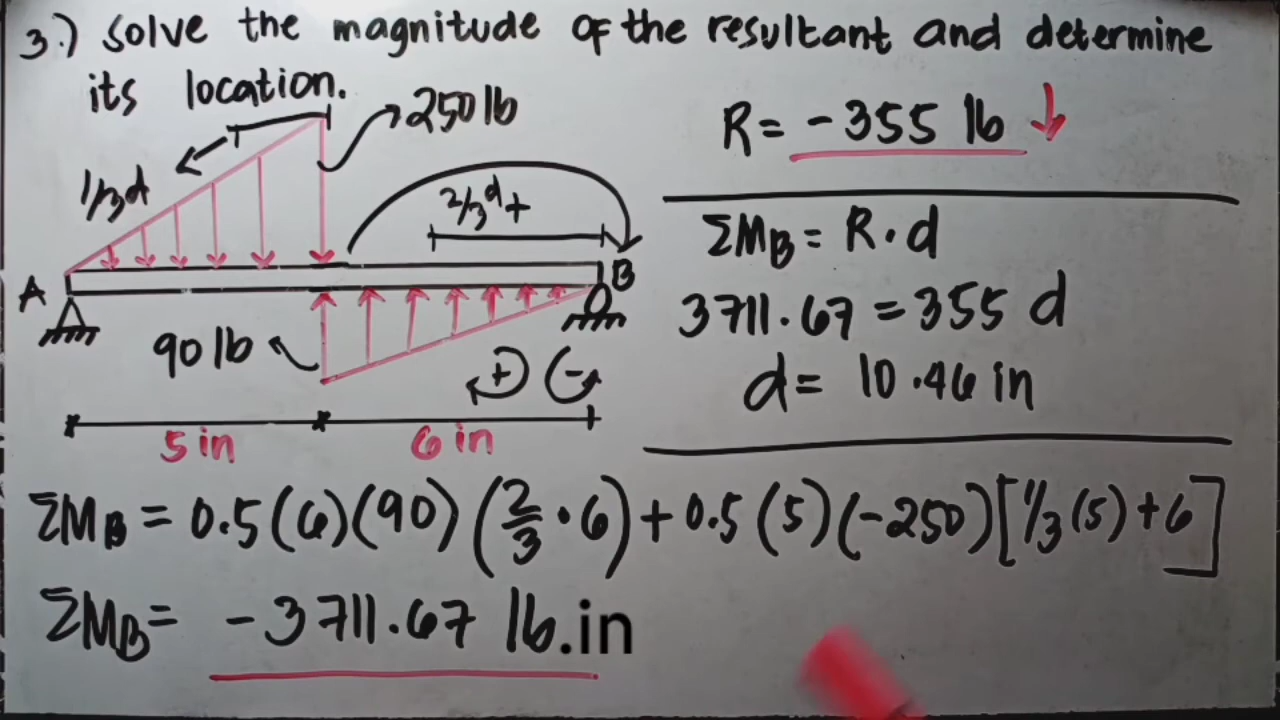 3.) solve the magnitude of the resultant and determine
its location.
250 lb
1/3d
2/3d+
A
B
90 lb
+
-
5 in
6 in
R= -355 lb ↓
ΣMB = R·d
3711.67 = 355 d
d= 10.46 in
ΣMB = 0.5(6)(90)(2/3·6)+0.5(5)(-250)[1/3(5)+6]
ΣMB= -3711.67 lb.in